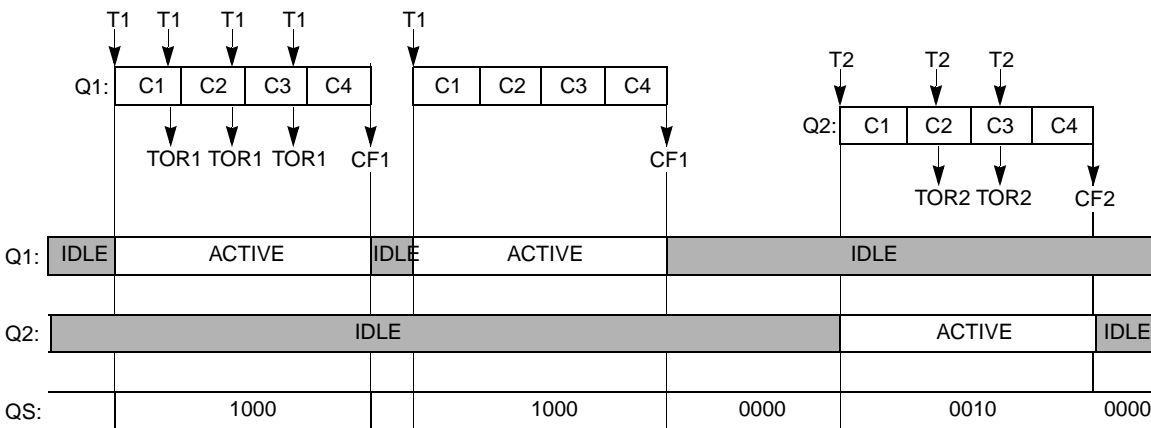 T1 T1 T1 T1 T1
Q1: C1 C2 C3 C4 C1 C2 C3 C4
T2 T2 T2
Q2: C1 C2 C3 C4
TOR1 TOR1 TOR1 CF1 CF1
TOR2 TOR2 CF2
Q1: IDLE ACTIVE IDLE ACTIVE IDLE
Q2: IDLE ACTIVE IDLE
QS: 1000 1000 0000 0010 0000